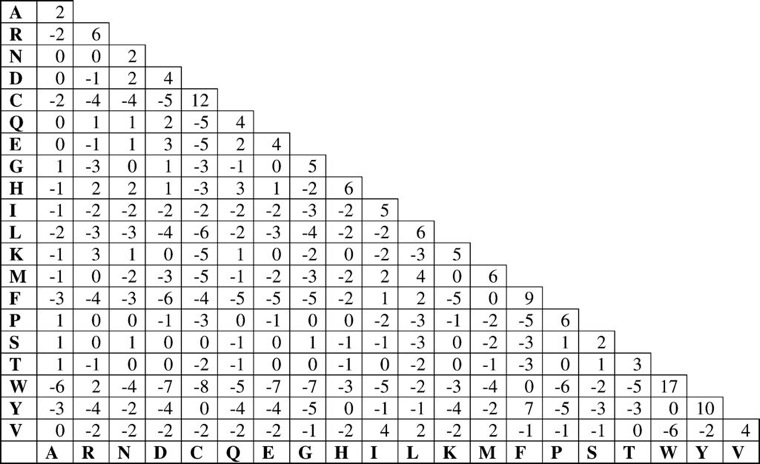 A 2
R -2 6
N 0 0 2
D 0 -1 2 4
C -2 -4 -4 -5 12
Q 0 1 1 2 -5 4
E 0 -1 1 3 -5 2 4
G 1 -3 0 1 -3 -1 0 5
H -1 2 2 1 -3 3 1 -2 6
I -1 -2 -2 -2 -2 -2 -2 -3 -2 5
L -2 -3 -3 -4 -6 -2 -3 -4 -2 -2 6
K -1 3 1 0 -5 1 0 -2 0 -2 -3 5
M -1 0 -2 -3 -5 -1 -2 -3 -2 2 4 0 6
F -3 -4 -3 -6 -4 -5 -5 -5 -2 1 2 -5 0 9
P 1 0 0 -1 -3 0 -1 0 0 -2 -3 -1 -2 -5 6
S 1 0 1 0 0 -1 0 1 -1 -1 -3 0 -2 -3 1 2
T 1 -1 0 0 -2 -1 0 0 -1 0 -2 0 -1 -3 0 1 3
W -6 2 -4 -7 -8 -5 -7 -7 -3 -5 -2 -3 -4 0 -6 -2 -5 17
Y -3 -4 -2 -4 0 -4 -4 -5 0 -1 -1 -4 -2 7 -5 -3 -3 0 10
V 0 -2 -2 -2 -2 -2 -2 -1 -2 4 2 -2 2 -1 -1 -1 0 -6 -2 4
A R N D C Q E G H I L K M F P S T W Y V